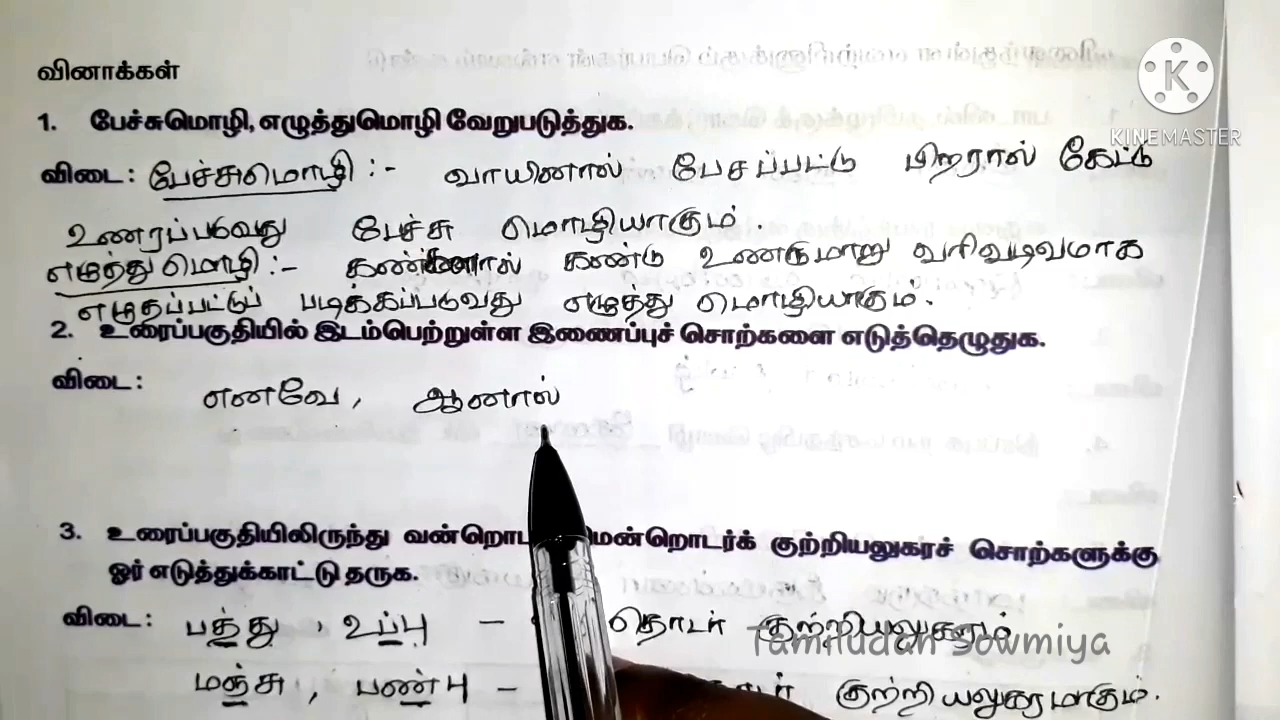 வினாக்கள்
KINEMASTER
1. பேச்சுமொழி, எழுத்துமொழி வேறுபடுத்துக.
விடை: பேச்சுமொழி :- வாயினால் பேசப்பட்டு பிறரால் கேட்டு
உணரப்படுவது பேச்சு மொழியாகும்.
எழுத்து மொழி :- கண்களால் கண்டு உணருமாறு வரிவடிவமாக
எழுதப்பட்டுப் படிக்கப்படுவது எழுத்து மொழியாகும்.
2. உரைப்பகுதியில் இடம்பெற்றுள்ள இணைப்புச் சொற்களை எடுத்தெழுதுக.
விடை: எனவே, ஆனால்
3. உரைப்பகுதியிலிருந்து வன்றொட மென்றொடர்க் குற்றியலுகரச் சொற்களுக்கு
ஓர் எடுத்துக்காட்டு தருக.
விடை: பத்து, உப்பு - தொடர் குற்றியலுகரம்
Tamiludan Sowmiya
மஞ்சு, பண்பு - குற்றியலுகரமாகும்.